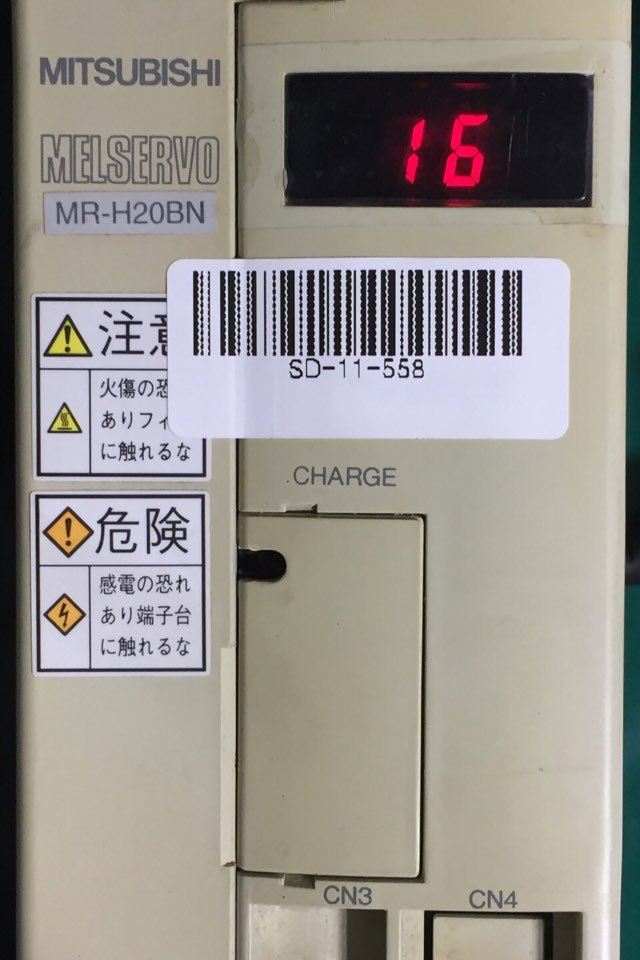 MITSUBISHI
MELSERVO
MR-H20BN
16
SD-11-558
注意
火傷の恐
ありフィ
に触れるな
CHARGE
危険
感電の恐れ
あり端子台
に触れるな
CN3
CN4